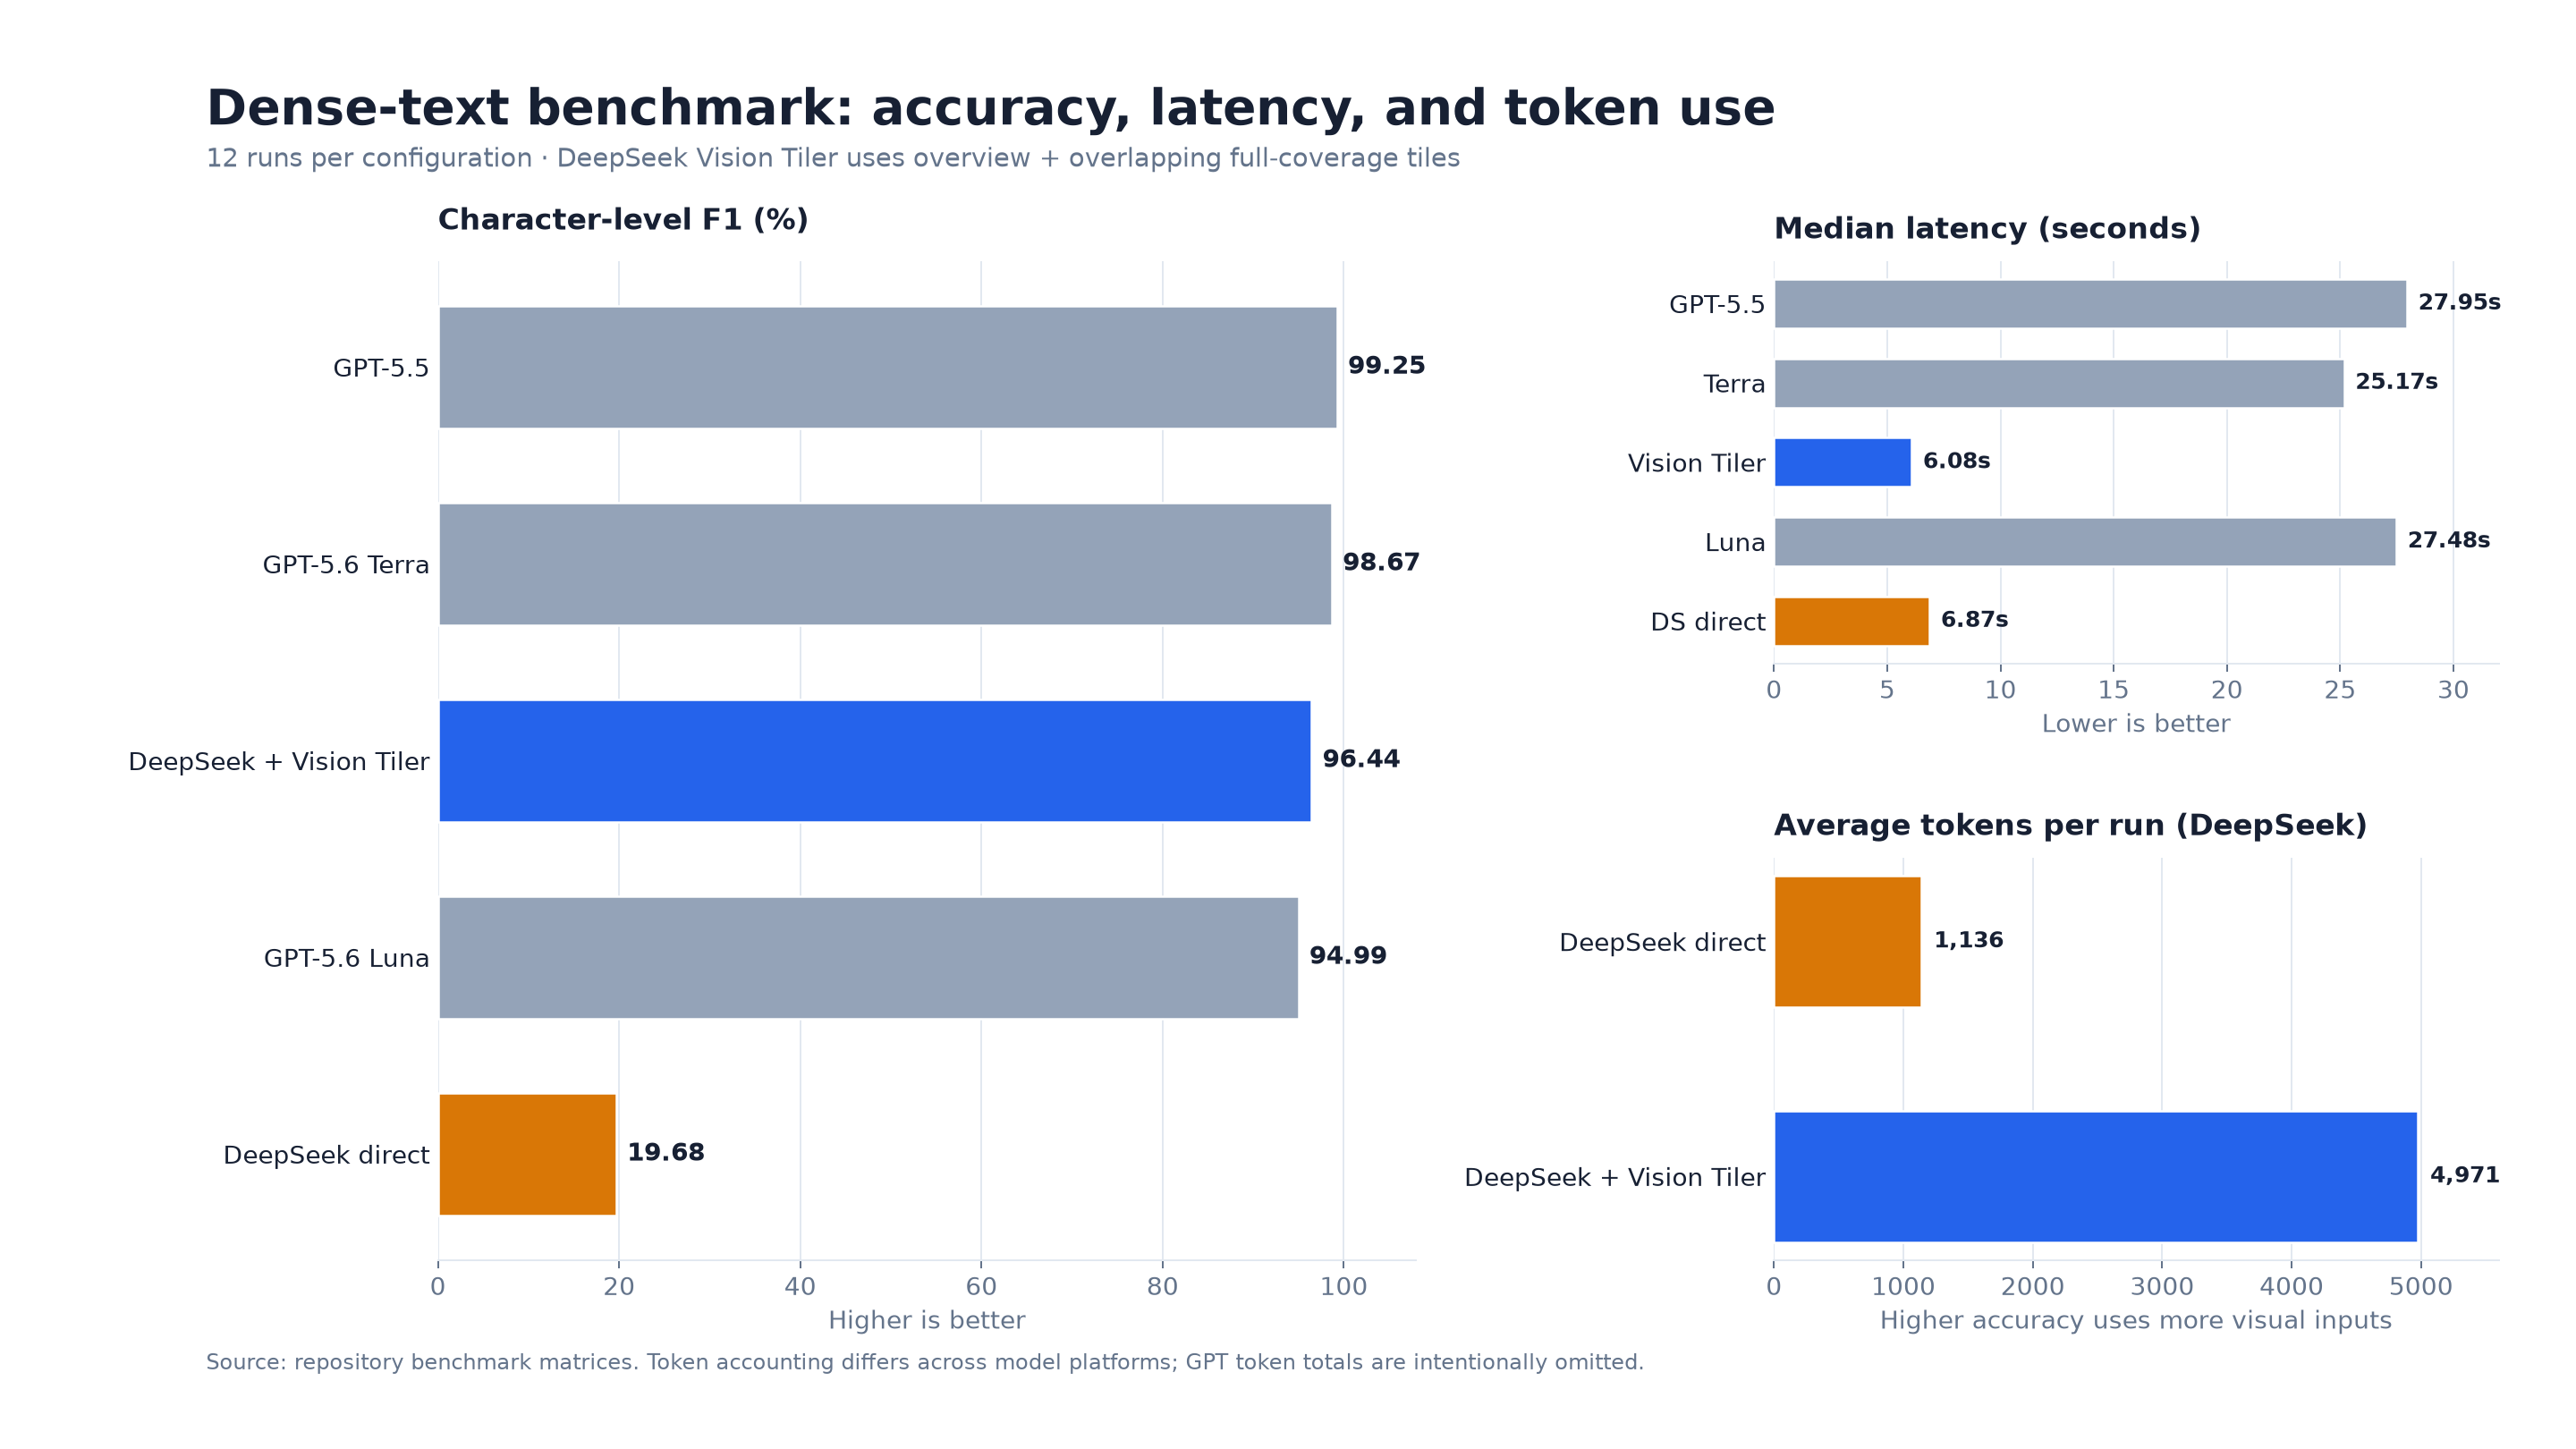 Dense-text benchmark: accuracy, latency, and token use
12 runs per configuration · DeepSeek Vision Tiler uses overview + overlapping full-coverage tiles
Character-level F1 (%)
GPT-5.5
99.25
GPT-5.6 Terra
98.67
DeepSeek + Vision Tiler
96.44
GPT-5.6 Luna
94.99
DeepSeek direct
19.68
0 20 40 60 80 100
Higher is better
Median latency (seconds)
GPT-5.5
27.95s
Terra
25.17s
Vision Tiler
6.08s
Luna
27.48s
DS direct
6.87s
0 5 10 15 20 25 30
Lower is better
Average tokens per run (DeepSeek)
DeepSeek direct
1,136
DeepSeek + Vision Tiler
4,971
0 1000 2000 3000 4000 5000
Higher accuracy uses more visual inputs
Source: repository benchmark matrices. Token accounting differs across model platforms; GPT token totals are intentionally omitted.